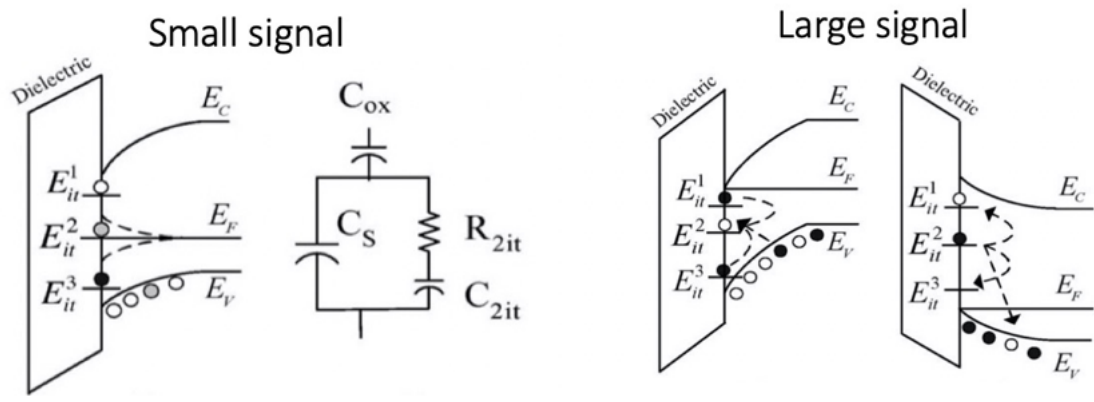 Small signal
Dielectric
E_C
E_it^1
E_it^2
E_F
E_it^3
E_V
C_ox
C_S
R_2it
C_2it
Large signal
Dielectric
E_C
E_it^1
E_F
E_it^2
E_it^3
E_V
Dielectric
E_it^1
E_C
E_it^2
E_it^3
E_F
E_V